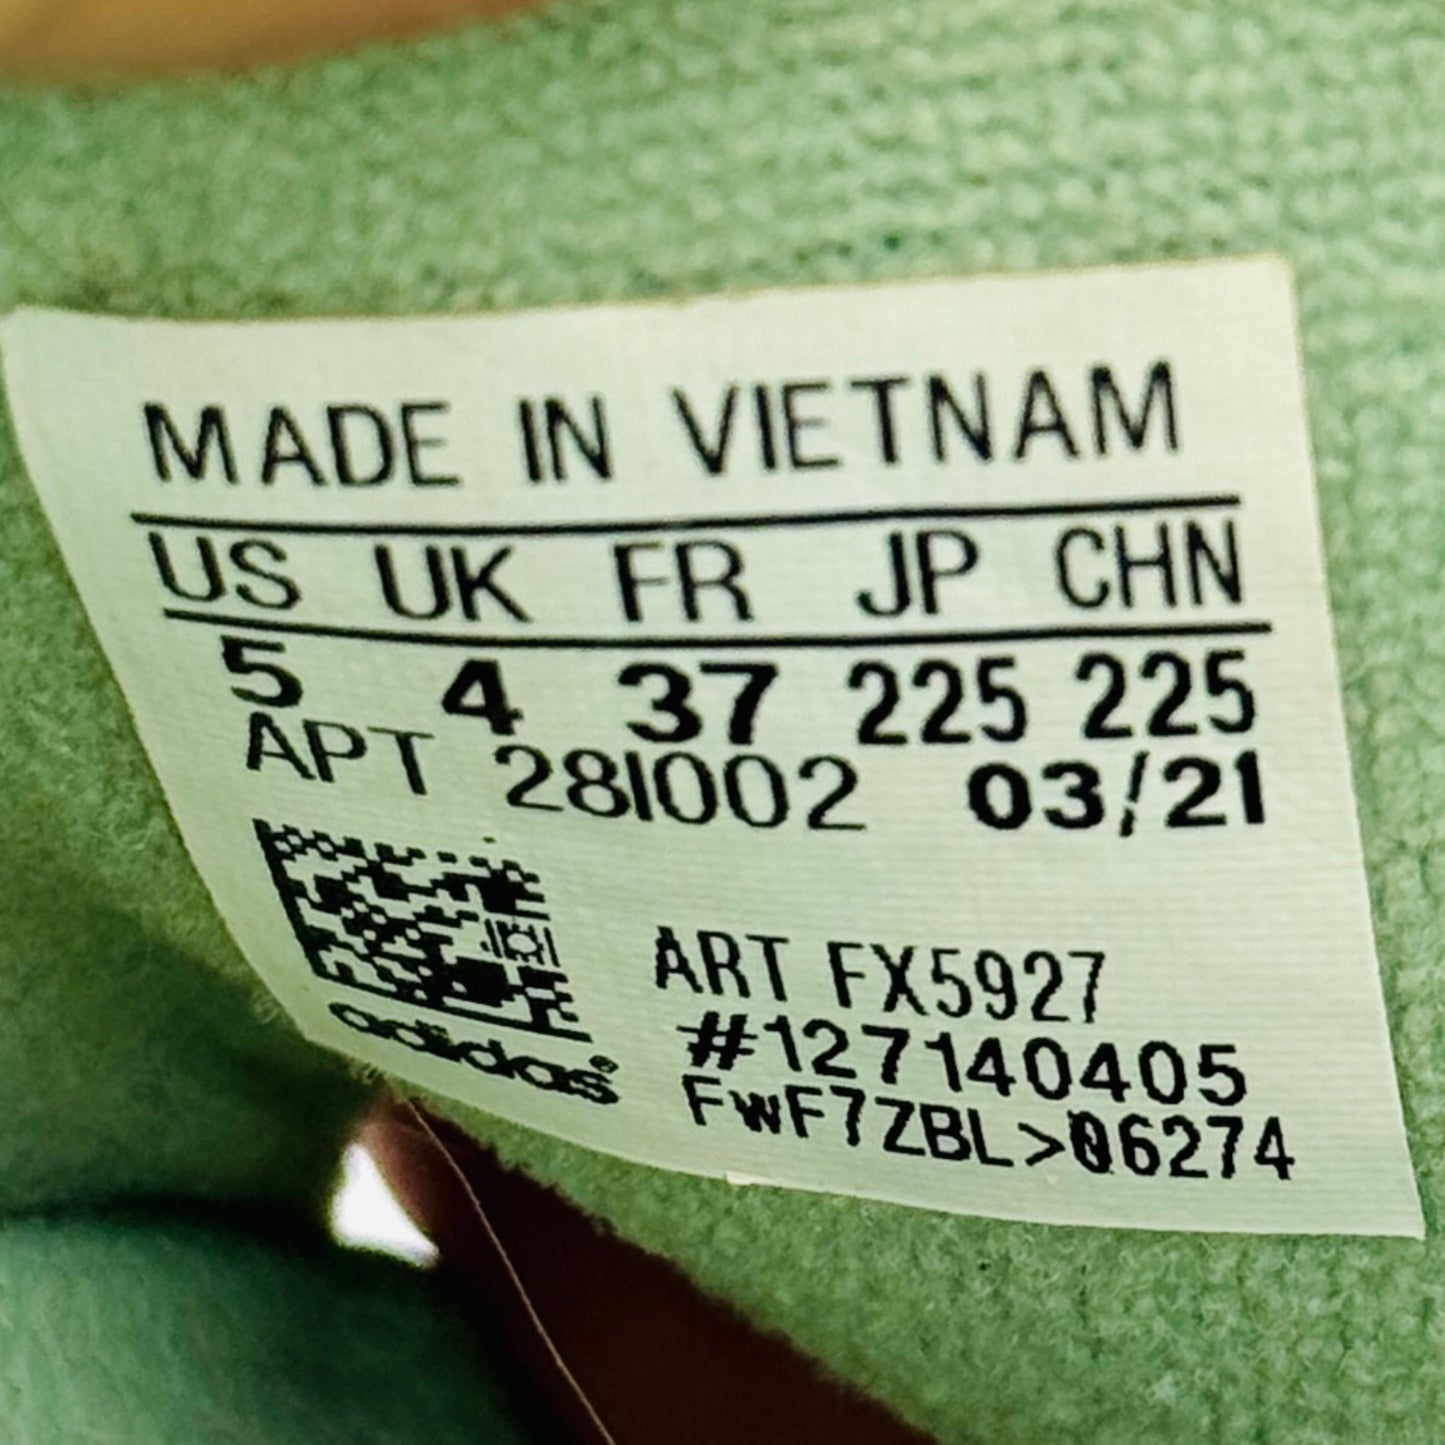 MADE IN VIETNAM
US UK FR JP CHN
5 4 37 225 225
APT 281002 03/21
ART FX5927
#127140405
FwF7ZBL>06274
adidas®